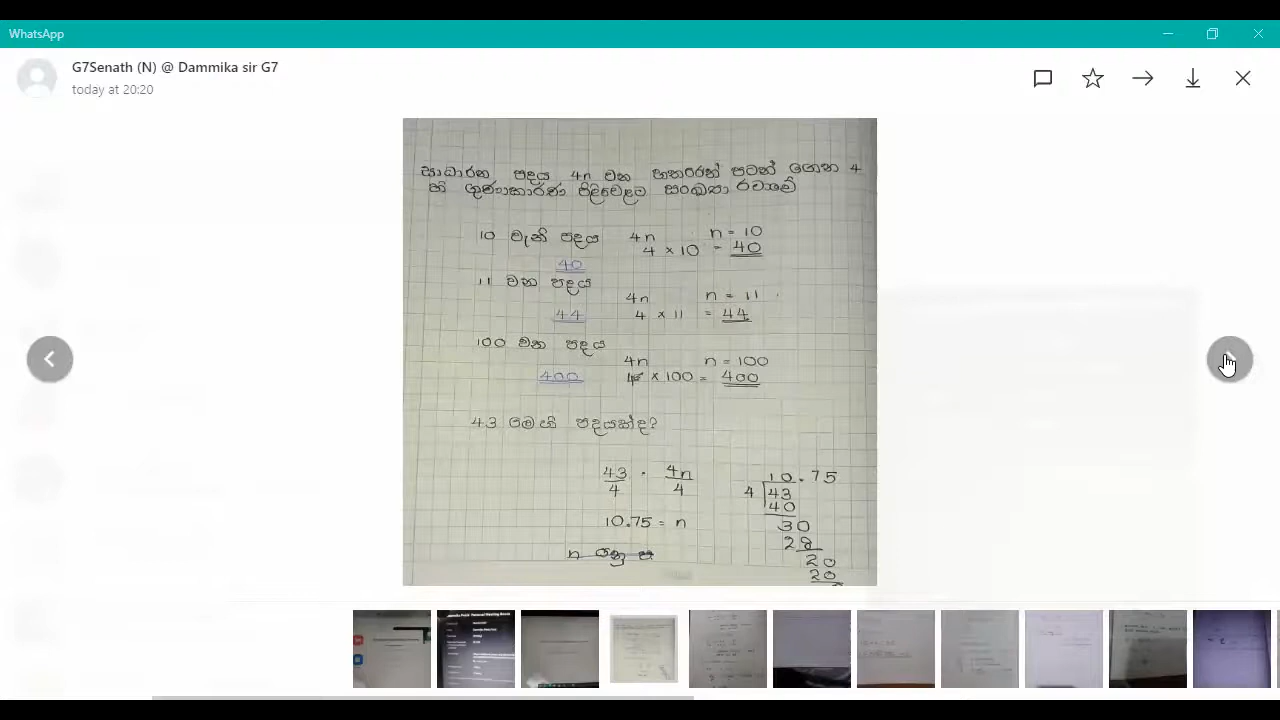 WhatsApp
G7Senath (N) @ Dammika sir G7
today at 20:20
සාධාරන පදය 4n වන හතරෙන් පටන් ගෙන 4
හි ගුණාකාරණ පිළිවෙළට සංඛ්‍යා රටාවේ
10 වැනි පදය 4n n = 10
4 × 10 = 40
40
11 වන පදය
4n n = 11
44 4 × 11 = 44
100 වන පදය
4n n = 100
400 4 × 100 = 400
43 මෙහි පදයක්ද?
43/4 = 4n/4
10.75 = n
n යනු ප
10.75
4 43
40
30
28
20
20